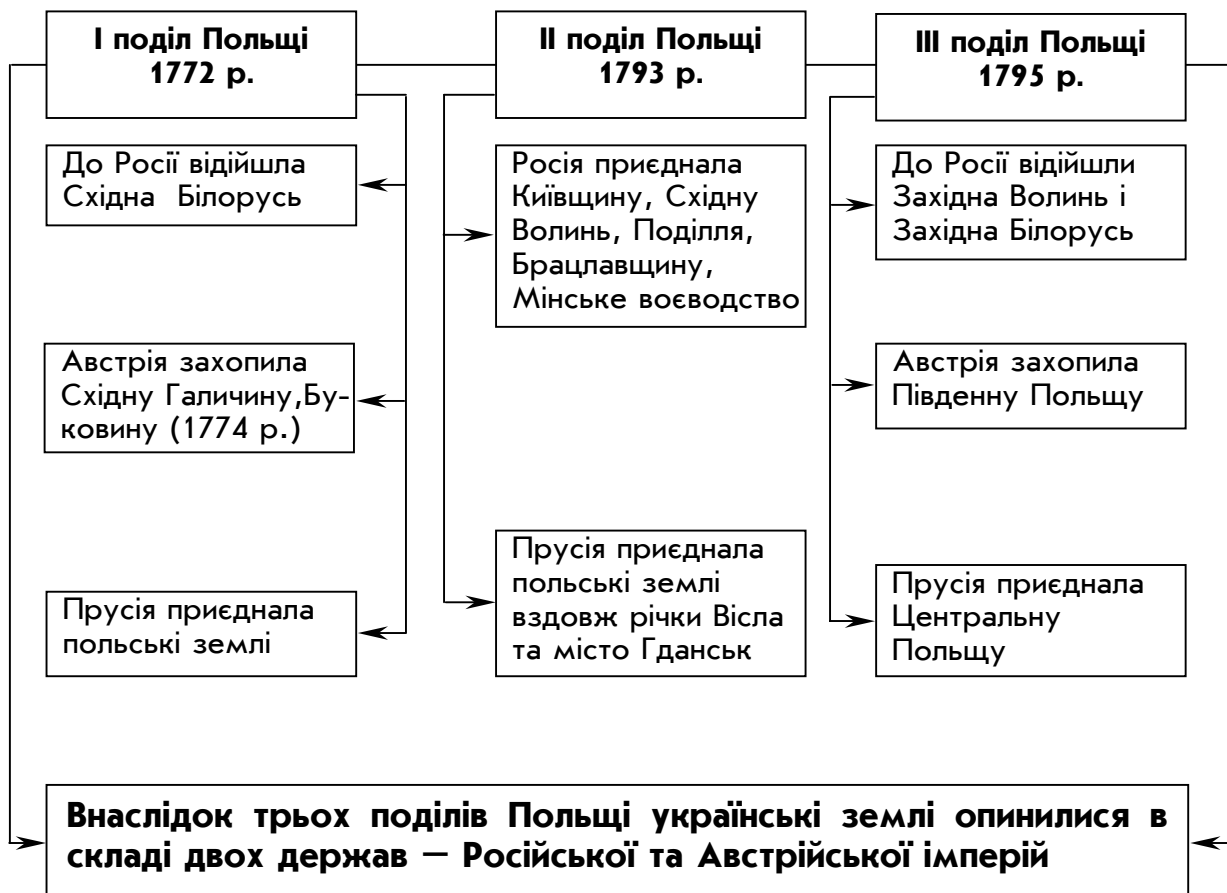 I поділ Польщі
1772 р.
До Росії відійшла
Східна Білорусь
Австрія захопила
Східну Галичину,Бу-
ковину (1774 р.)
Прусія приєднала
польські землі
II поділ Польщі
1793 р.
Росія приєднала
Київщину, Східну
Волинь, Поділля,
Брацлавщину,
Мінське воєводство
Прусія приєднала
польські землі
вздовж річки Вісла
та місто Гданськ
III поділ Польщі
1795 р.
До Росії відійшли
Західна Волинь і
Західна Білорусь
Австрія захопила
Південну Польщу
Прусія приєднала
Центральну
Польщу
Внаслідок трьох поділів Польщі українські землі опинилися в
складі двох держав — Російської та Австрійської імперій